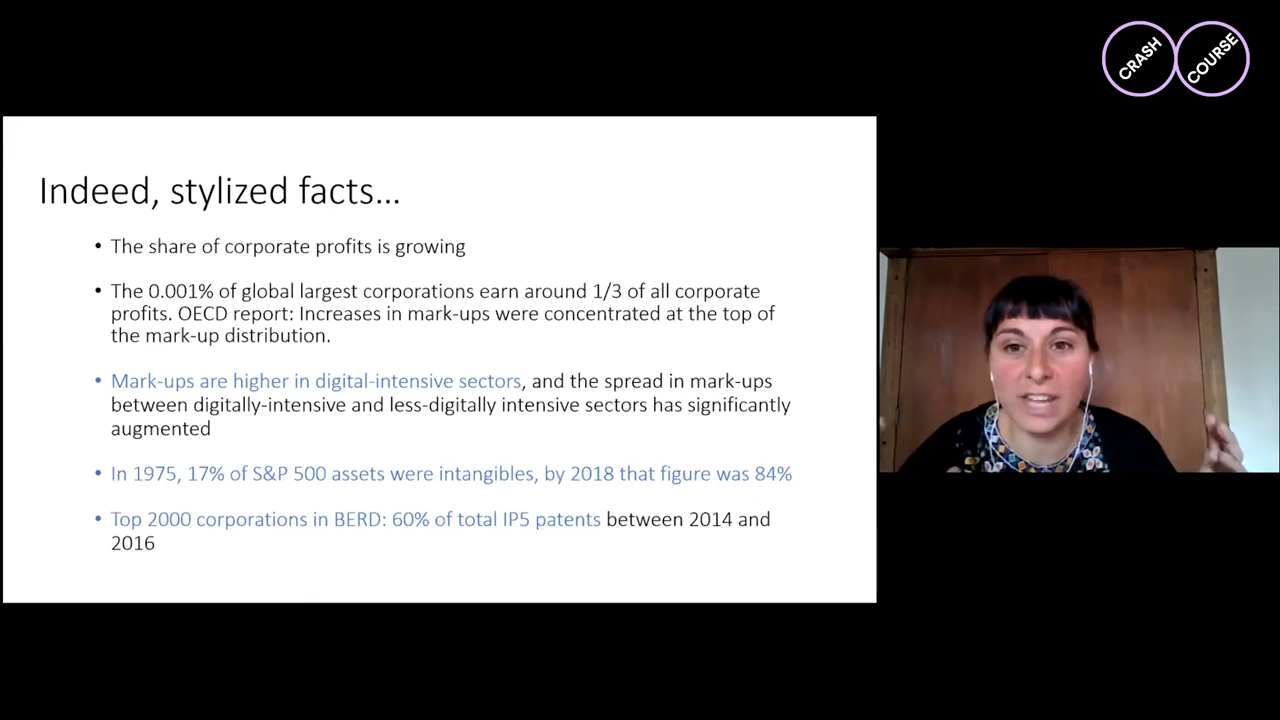 CRASH COURSE
Indeed, stylized facts...
• The share of corporate profits is growing
• The 0.001% of global largest corporations earn around 1/3 of all corporate
profits. OECD report: Increases in mark-ups were concentrated at the top of
the mark-up distribution.
• Mark-ups are higher in digital-intensive sectors, and the spread in mark-ups
between digitally-intensive and less-digitally intensive sectors has significantly
augmented
• In 1975, 17% of S&P 500 assets were intangibles, by 2018 that figure was 84%
• Top 2000 corporations in BERD: 60% of total IP5 patents between 2014 and
2016